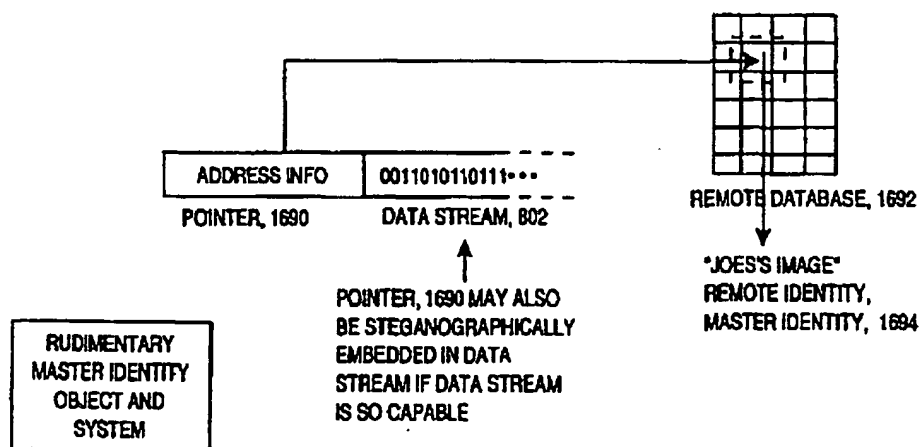 ADDRESS INFO
0011010110111•••
POINTER, 1690
DATA STREAM, 802
REMOTE DATABASE, 1692
"JOES'S IMAGE"
REMOTE IDENTITY,
MASTER IDENTITY, 1694
POINTER, 1690 MAY ALSO
BE STEGANOGRAPHICALLY
EMBEDDED IN DATA
STREAM IF DATA STREAM
IS SO CAPABLE
RUDIMENTARY
MASTER IDENTITY
OBJECT AND
SYSTEM